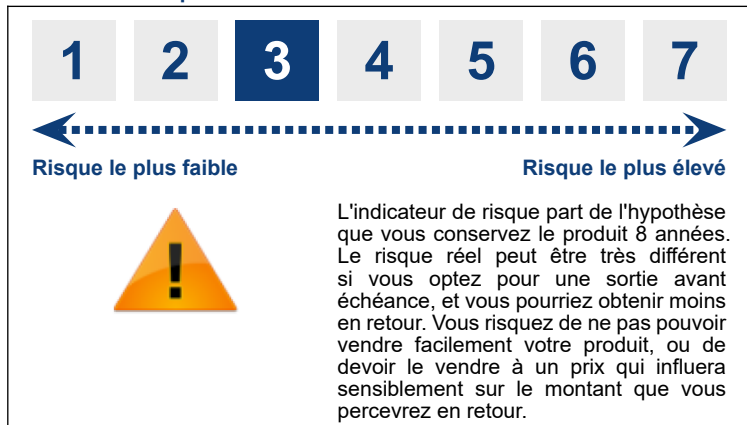 1 2 3 4 5 6 7
Risque le plus faible Risque le plus élevé
L'indicateur de risque part de l'hypothèse
que vous conservez le produit 8 années.
Le risque réel peut être très différent
si vous optez pour une sortie avant
échéance, et vous pourriez obtenir moins
en retour. Vous risquez de ne pas pouvoir
vendre facilement votre produit, ou de
devoir le vendre à un prix qui influera
sensiblement sur le montant que vous
percevrez en retour.